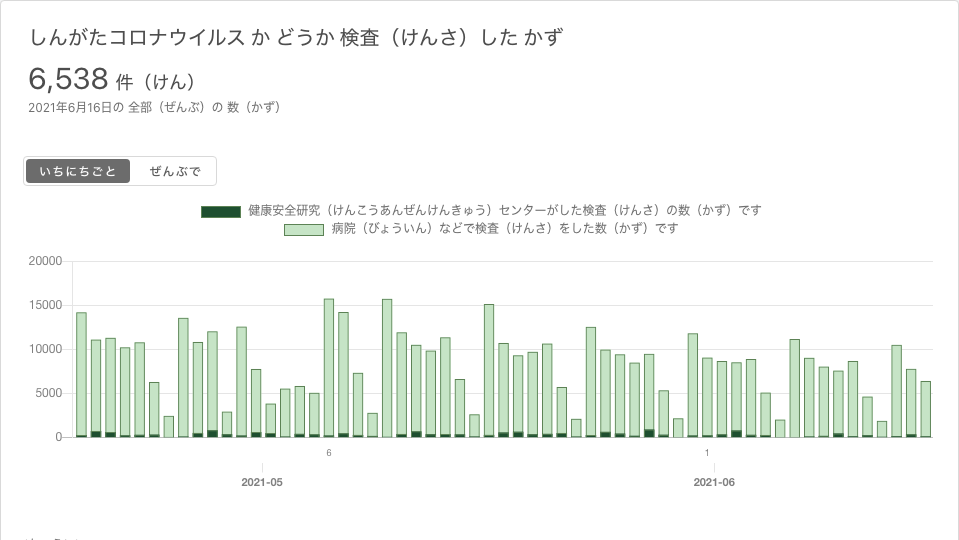 しんがたコロナウイルス か どうか 検査（けんさ）した かず
6,538 件（けん）
2021年6月16日の 全部（ぜんぶ）の 数（かず）
いちにちごと ぜんぶで
健康安全研究（けんこうあんぜんけんきゅう）センターがした検査（けんさ）の数（かず）です
病院（びょういん）などで検査（けんさ）をした数（かず）です
20000
15000
10000
5000
0
6 1
2021-05 2021-06